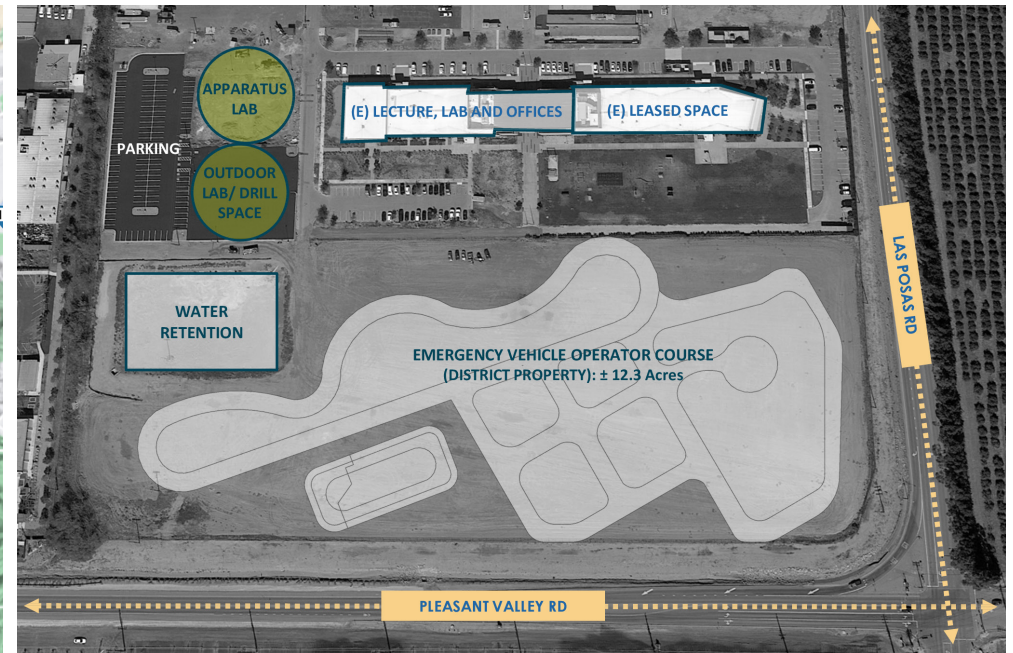 APPARATUS
LAB
(E) LECTURE, LAB AND OFFICES
(E) LEASED SPACE
PARKING
OUTDOOR
LAB/ DRILL
SPACE
LAS POSAS RD
WATER
RETENTION
EMERGENCY VEHICLE OPERATOR COURSE
(DISTRICT PROPERTY): ± 12.3 Acres
PLEASANT VALLEY RD